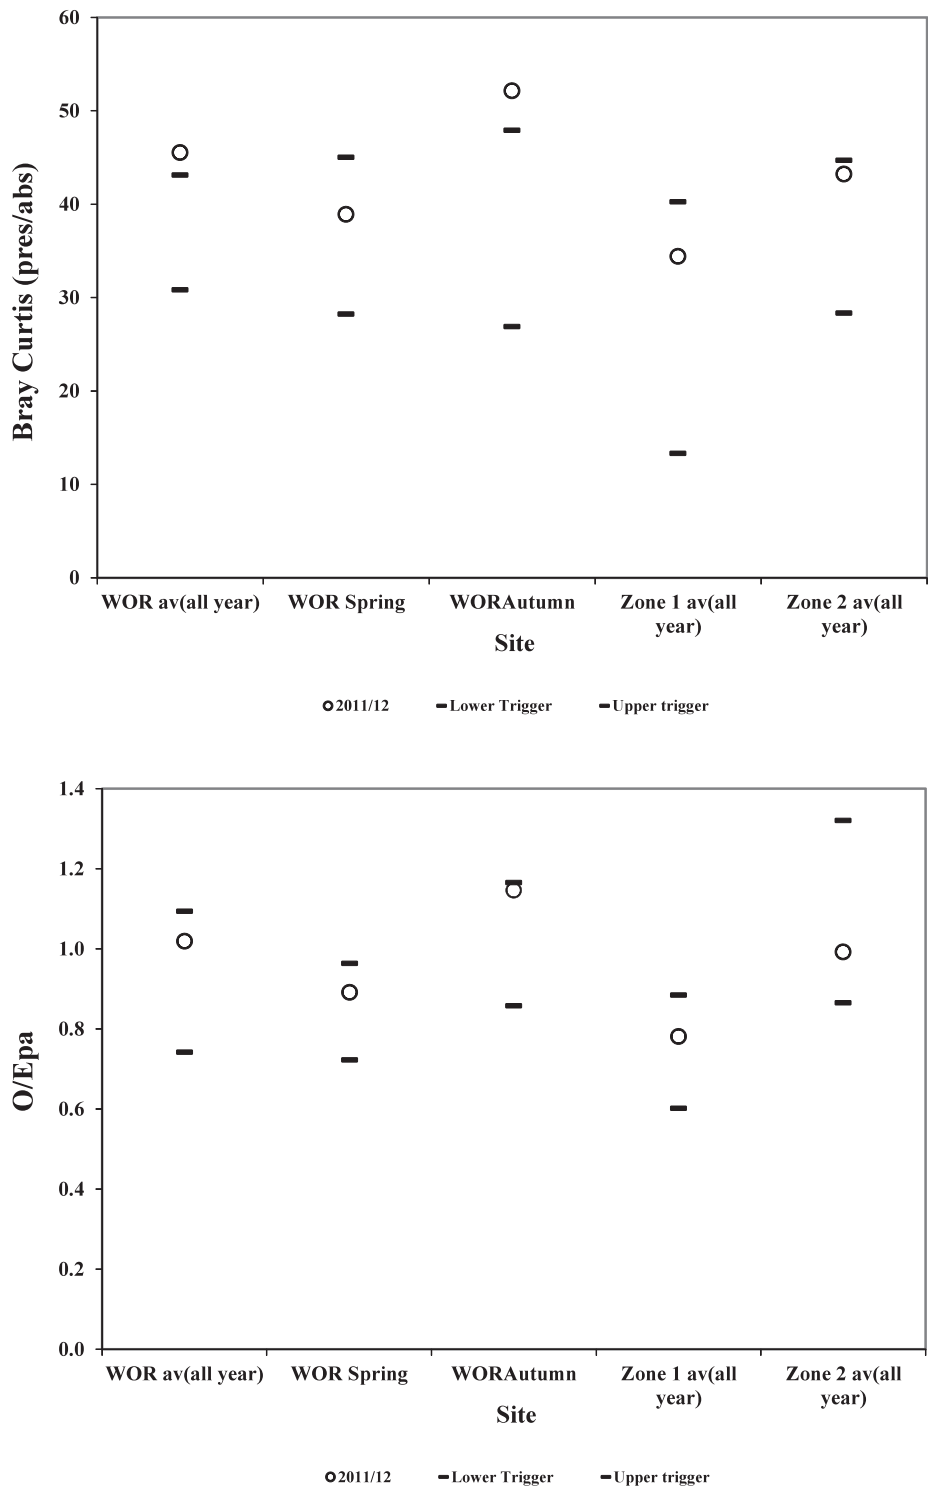 60
50
40
30
20
10
0
Bray Curtis (pres/abs)
WOR av(all year) WOR Spring WORAutumn Zone 1 av(all Zone 2 av(all
year) year)
Site
2011/12 Lower Trigger Upper trigger
1.4
1.2
1.0
0.8
0.6
0.4
0.2
0.0
O/Epa
WOR av(all year) WOR Spring WORAutumn Zone 1 av(all Zone 2 av(all
year) year)
Site
2011/12 Lower Trigger Upper trigger